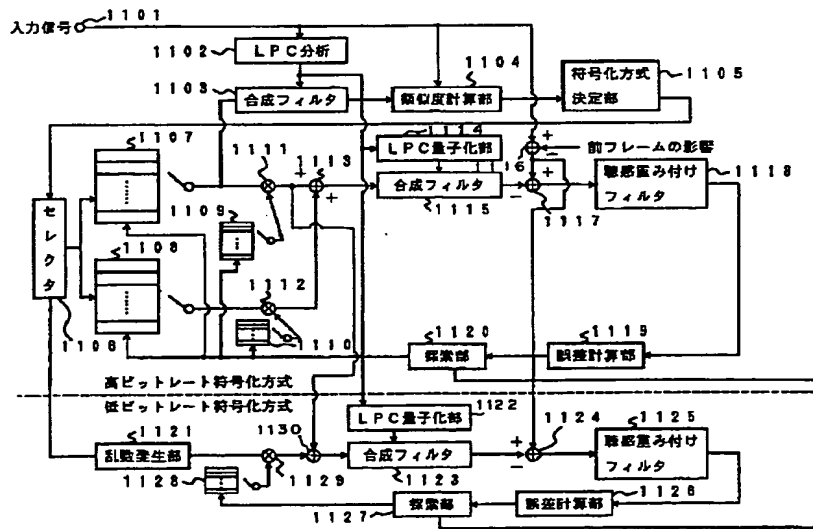 入力信号
1101
1102
LPC分析
1103
合成フィルタ
1104
類似度計算部
符号化方式
決定部
1105
1107
1111
1113
1114
LPC量子化部
1116
前フレームの影響
+
−
+
+
+
合成フィルタ
1115
−
1117
聴感重み付け
フィルタ
1118
セレクタ
1106
1108
1109
1112
1110
1120
探索部
1119
誤差計算部
高ビットレート符号化方式
低ビットレート符号化方式
1122
LPC量子化部
1121
乱数発生部
1130
1128
1129
合成フィルタ
1123
+
−
1124
1125
聴感重み付け
フィルタ
1127
探索部
1126
誤差計算部